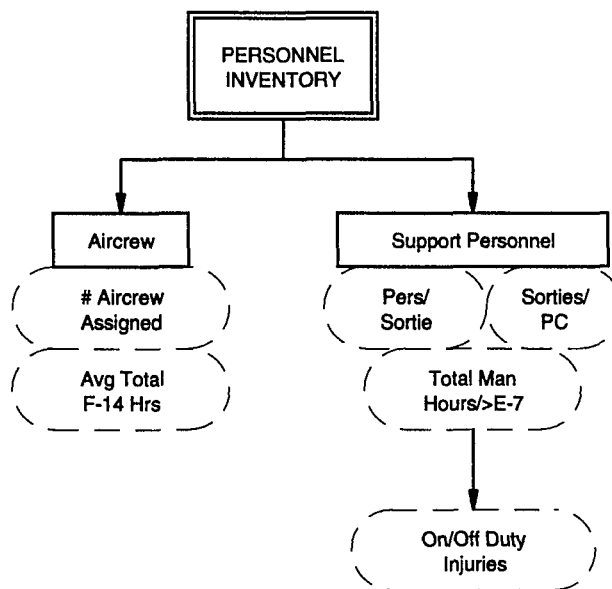 PERSONNEL
INVENTORY
Aircrew
Support Personnel
# Aircrew
Assigned
Pers/
Sortie
Sorties/
PC
Avg Total
F-14 Hrs
Total Man
Hours/>E-7
On/Off Duty
Injuries